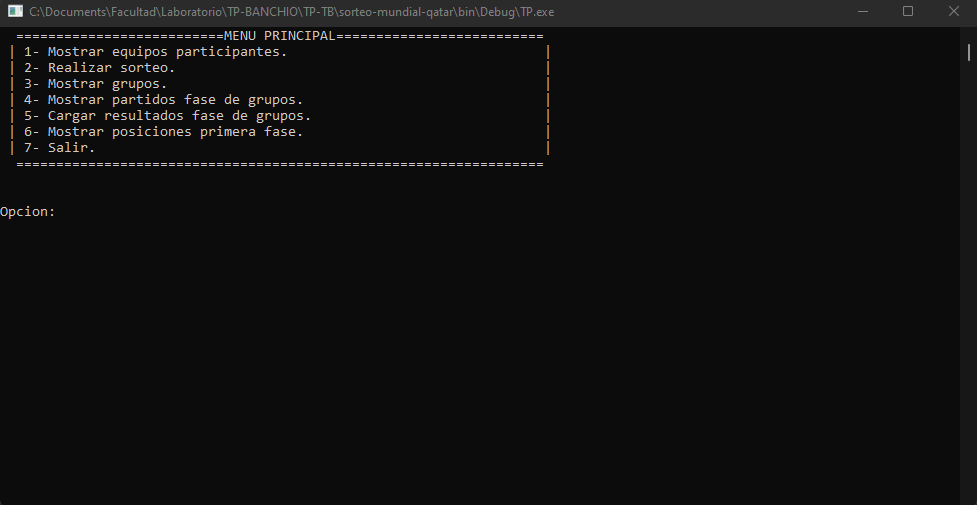 C:\Documents\Facultad\Laboratorio\TP-BANCHIO\TP-TB\sorteo-mundial-qatar\bin\Debug\TP.exe
==========================MENU PRINCIPAL==========================
| 1- Mostrar equipos participantes. |
| 2- Realizar sorteo. |
| 3- Mostrar grupos. |
| 4- Mostrar partidos fase de grupos. |
| 5- Cargar resultados fase de grupos. |
| 6- Mostrar posiciones primera fase. |
| 7- Salir. |
==================================================================
Opcion: